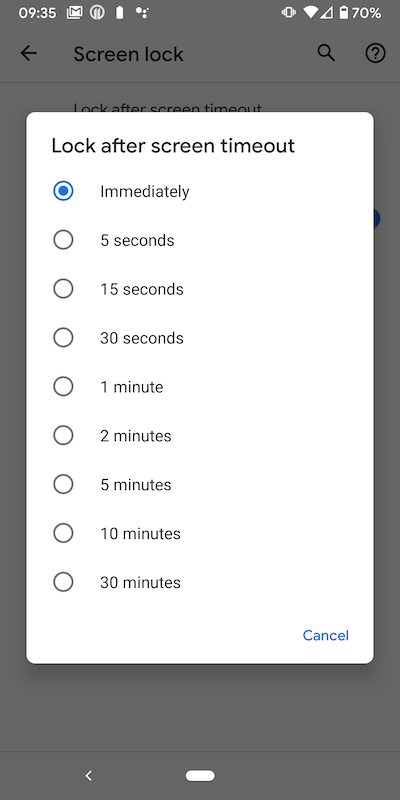 09:35 70%
Screen lock
Lock after screen timeout
Lock after screen timeout
Immediately
5 seconds
15 seconds
30 seconds
1 minute
2 minutes
5 minutes
10 minutes
30 minutes
Cancel